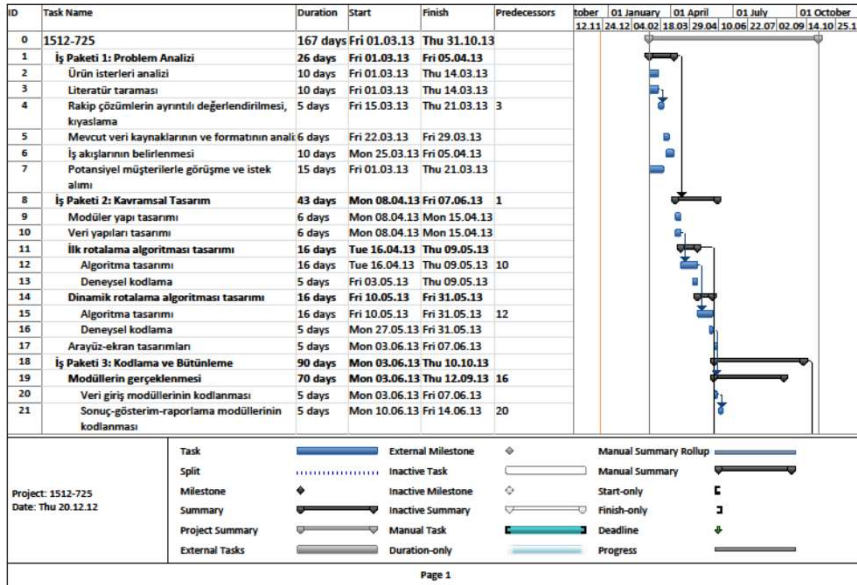 ID Task Name Duration Start Finish Predecessors tober 01 January 01 April 01 July 01 October
12.11 24.12 04.02 18.03 29.04 10.06 22.07 02.09 14.10 25.1
0 1512-725 167 days Fri 01.03.13 Thu 31.10.13
1 İş Paketi 1: Problem Analizi 26 days Fri 01.03.13 Fri 05.04.13
2 Ürün isterleri analizi 10 days Fri 01.03.13 Thu 14.03.13
3 Literatür taraması 10 days Fri 01.03.13 Thu 14.03.13
4 Rakip çözümlerin ayrıntılı değerlendirilmesi, 5 days Fri 15.03.13 Thu 21.03.13 3
kıyaslama
5 Mevcut veri kaynaklarının ve formatının anali 6 days Fri 22.03.13 Fri 29.03.13
6 İş akışlarının belirlenmesi 10 days Mon 25.03.13 Fri 05.04.13
7 Potansiyel müşterilerle görüşme ve istek 15 days Fri 01.03.13 Thu 21.03.13
alımı
8 İş Paketi 2: Kavramsal Tasarım 43 days Mon 08.04.13 Fri 07.06.13 1
9 Modüler yapı tasarımı 6 days Mon 08.04.13 Mon 15.04.13
10 Veri yapıları tasarımı 6 days Mon 08.04.13 Mon 15.04.13
11 İlk rotalama algoritması tasarımı 16 days Tue 16.04.13 Thu 09.05.13
12 Algoritma tasarımı 16 days Tue 16.04.13 Thu 09.05.13 10
13 Deneysel kodlama 5 days Fri 03.05.13 Thu 09.05.13
14 Dinamik rotalama algoritması tasarımı 16 days Fri 10.05.13 Fri 31.05.13
15 Algoritma tasarımı 16 days Fri 10.05.13 Fri 31.05.13 12
16 Deneysel kodlama 5 days Mon 27.05.13 Fri 31.05.13
17 Arayüz-ekran tasarımları 5 days Mon 03.06.13 Fri 07.06.13
18 İş Paketi 3: Kodlama ve Bütünleme 90 days Mon 03.06.13 Thu 10.10.13
19 Modüllerin gerçeklenmesi 70 days Mon 03.06.13 Thu 12.09.13 16
20 Veri giriş modüllerinin kodlanması 5 days Mon 03.06.13 Fri 07.06.13
21 Sonuç-gösterim-raporlama modüllerinin 5 days Mon 10.06.13 Fri 14.06.13 20
kodlanması
Project: 1512-725
Date: Thu 20.12.12
Task External Milestone Manual Summary Rollup
Split Inactive Task Manual Summary
Milestone Inactive Milestone Start-only
Summary Inactive Summary Finish-only
Project Summary Manual Task Deadline
External Tasks Duration-only Progress
Page 1